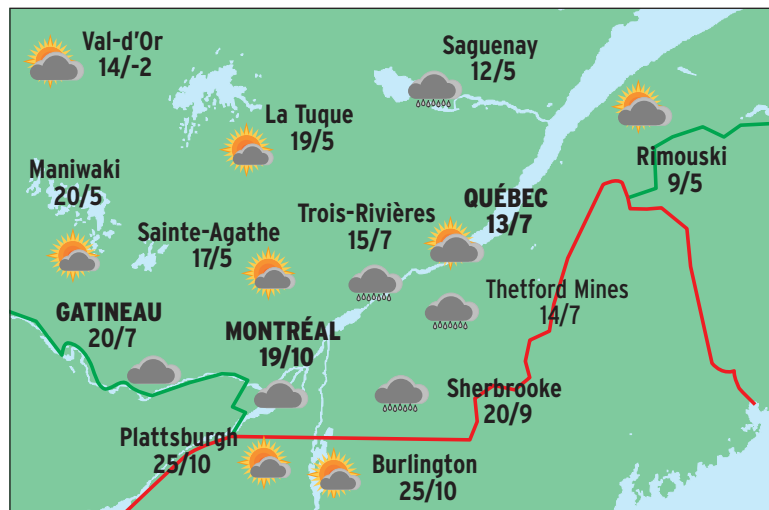 Val-d'Or
14/-2
Saguenay
12/5
La Tuque
19/5
Rimouski
9/5
Maniwaki
20/5
Sainte-Agathe
17/5
Trois-Rivières
15/7
QUÉBEC
13/7
Thetford Mines
14/7
GATINEAU
20/7
MONTRÉAL
19/10
Sherbrooke
20/9
Plattsburgh
25/10
Burlington
25/10